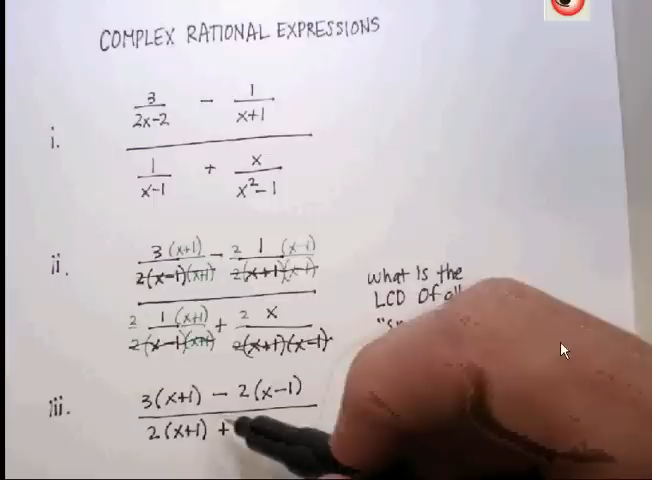 COMPLEX RATIONAL EXPRESSIONS
i. 3/(2x-2) - 1/(x+1)
1/(x-1) + x/(x²-1)
ii. 3(x+1)/2(x-1)(x+1) - 2 1(x-1)/2(x+1)(x-1)
2 1(x+1)/2(x-1)(x+1) + 2 x/2(x+1)(x-1)
what is the
LCD of
iii. 3(x+1) - 2(x-1)
2(x+1) +